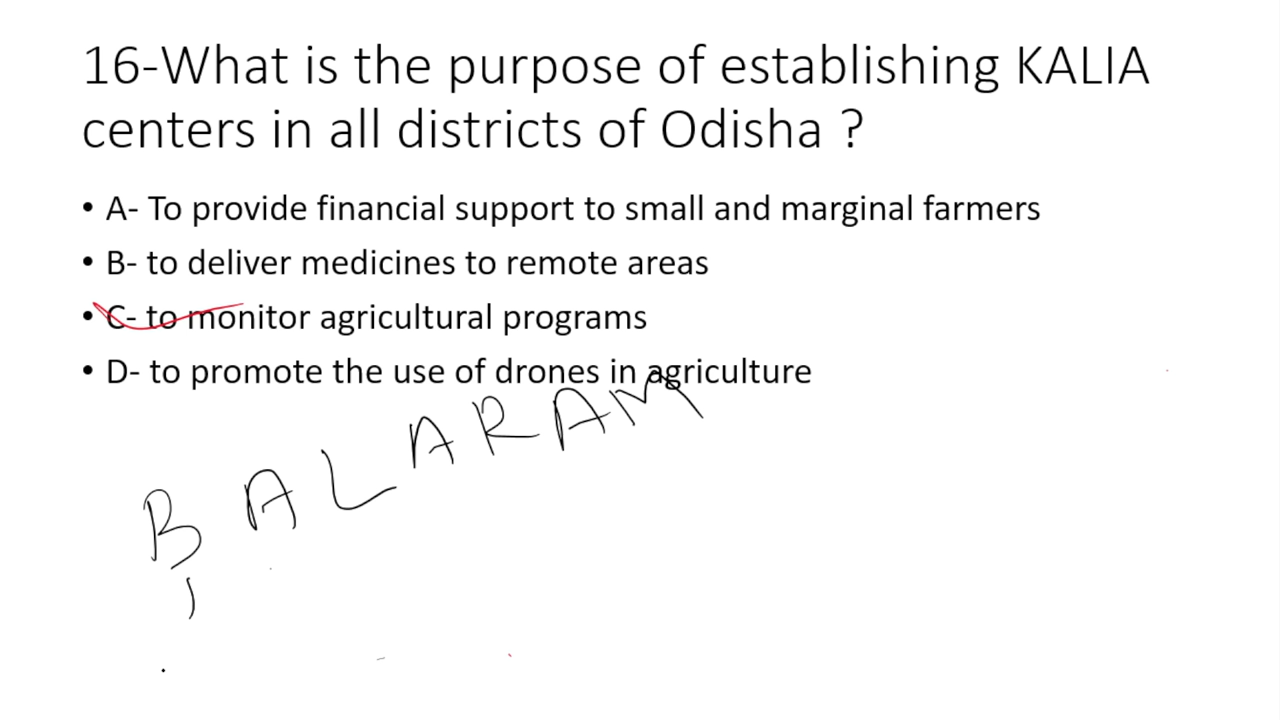 16-What is the purpose of establishing KALIA
centers in all districts of Odisha ?
• A- To provide financial support to small and marginal farmers
• B- to deliver medicines to remote areas
• C- to monitor agricultural programs
• D- to promote the use of drones in agriculture
BALARAM